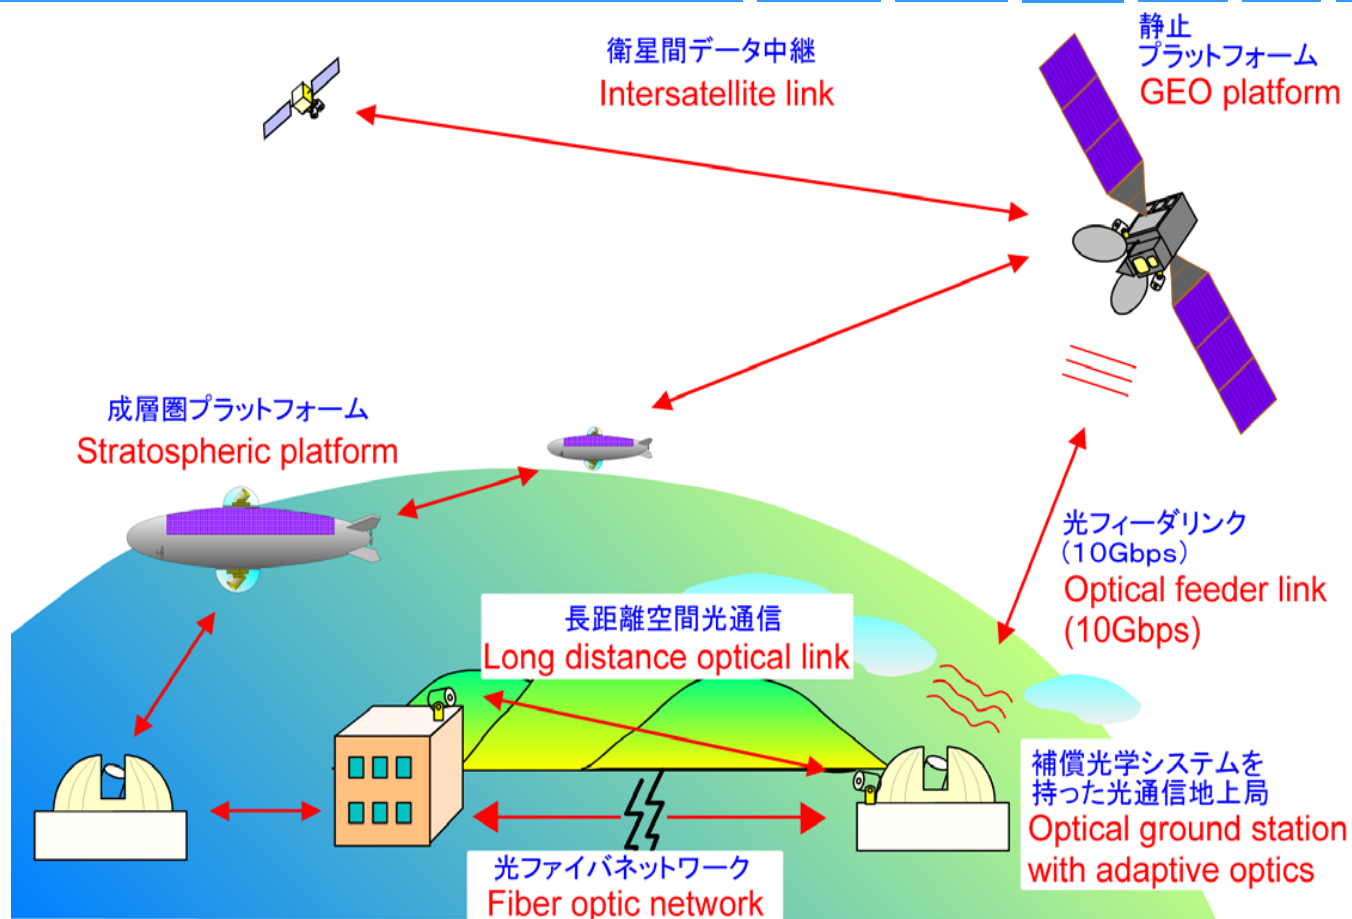 衛星間データ中継
Intersatellite link
静止
プラットフォーム
GEO platform
成層圏プラットフォーム
Stratospheric platform
光フィーダリンク
(10Gbps)
Optical feeder link
(10Gbps)
長距離空間光通信
Long distance optical link
補償光学システムを
持った光通信地上局
Optical ground station
with adaptive optics
光ファイバネットワーク
Fiber optic network